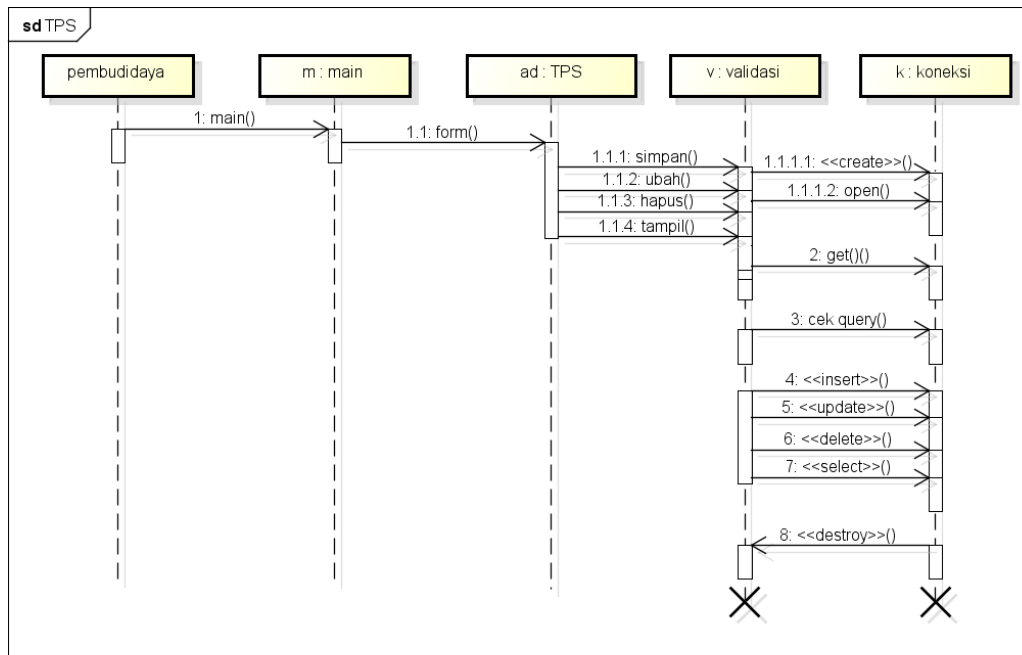 sd TPS
pembudidaya
m : main
ad : TPS
v : validasi
k : koneksi
1: main()
1.1: form()
1.1.1: simpan()
1.1.1.1: <<create>>()
1.1.2: ubah()
1.1.1.2: open()
1.1.3: hapus()
1.1.4: tampil()
2: get()()
3: cek query()
4: <<insert>>()
5: <<update>>()
6: <<delete>>()
7: <<select>>()
8: <<destroy>>()